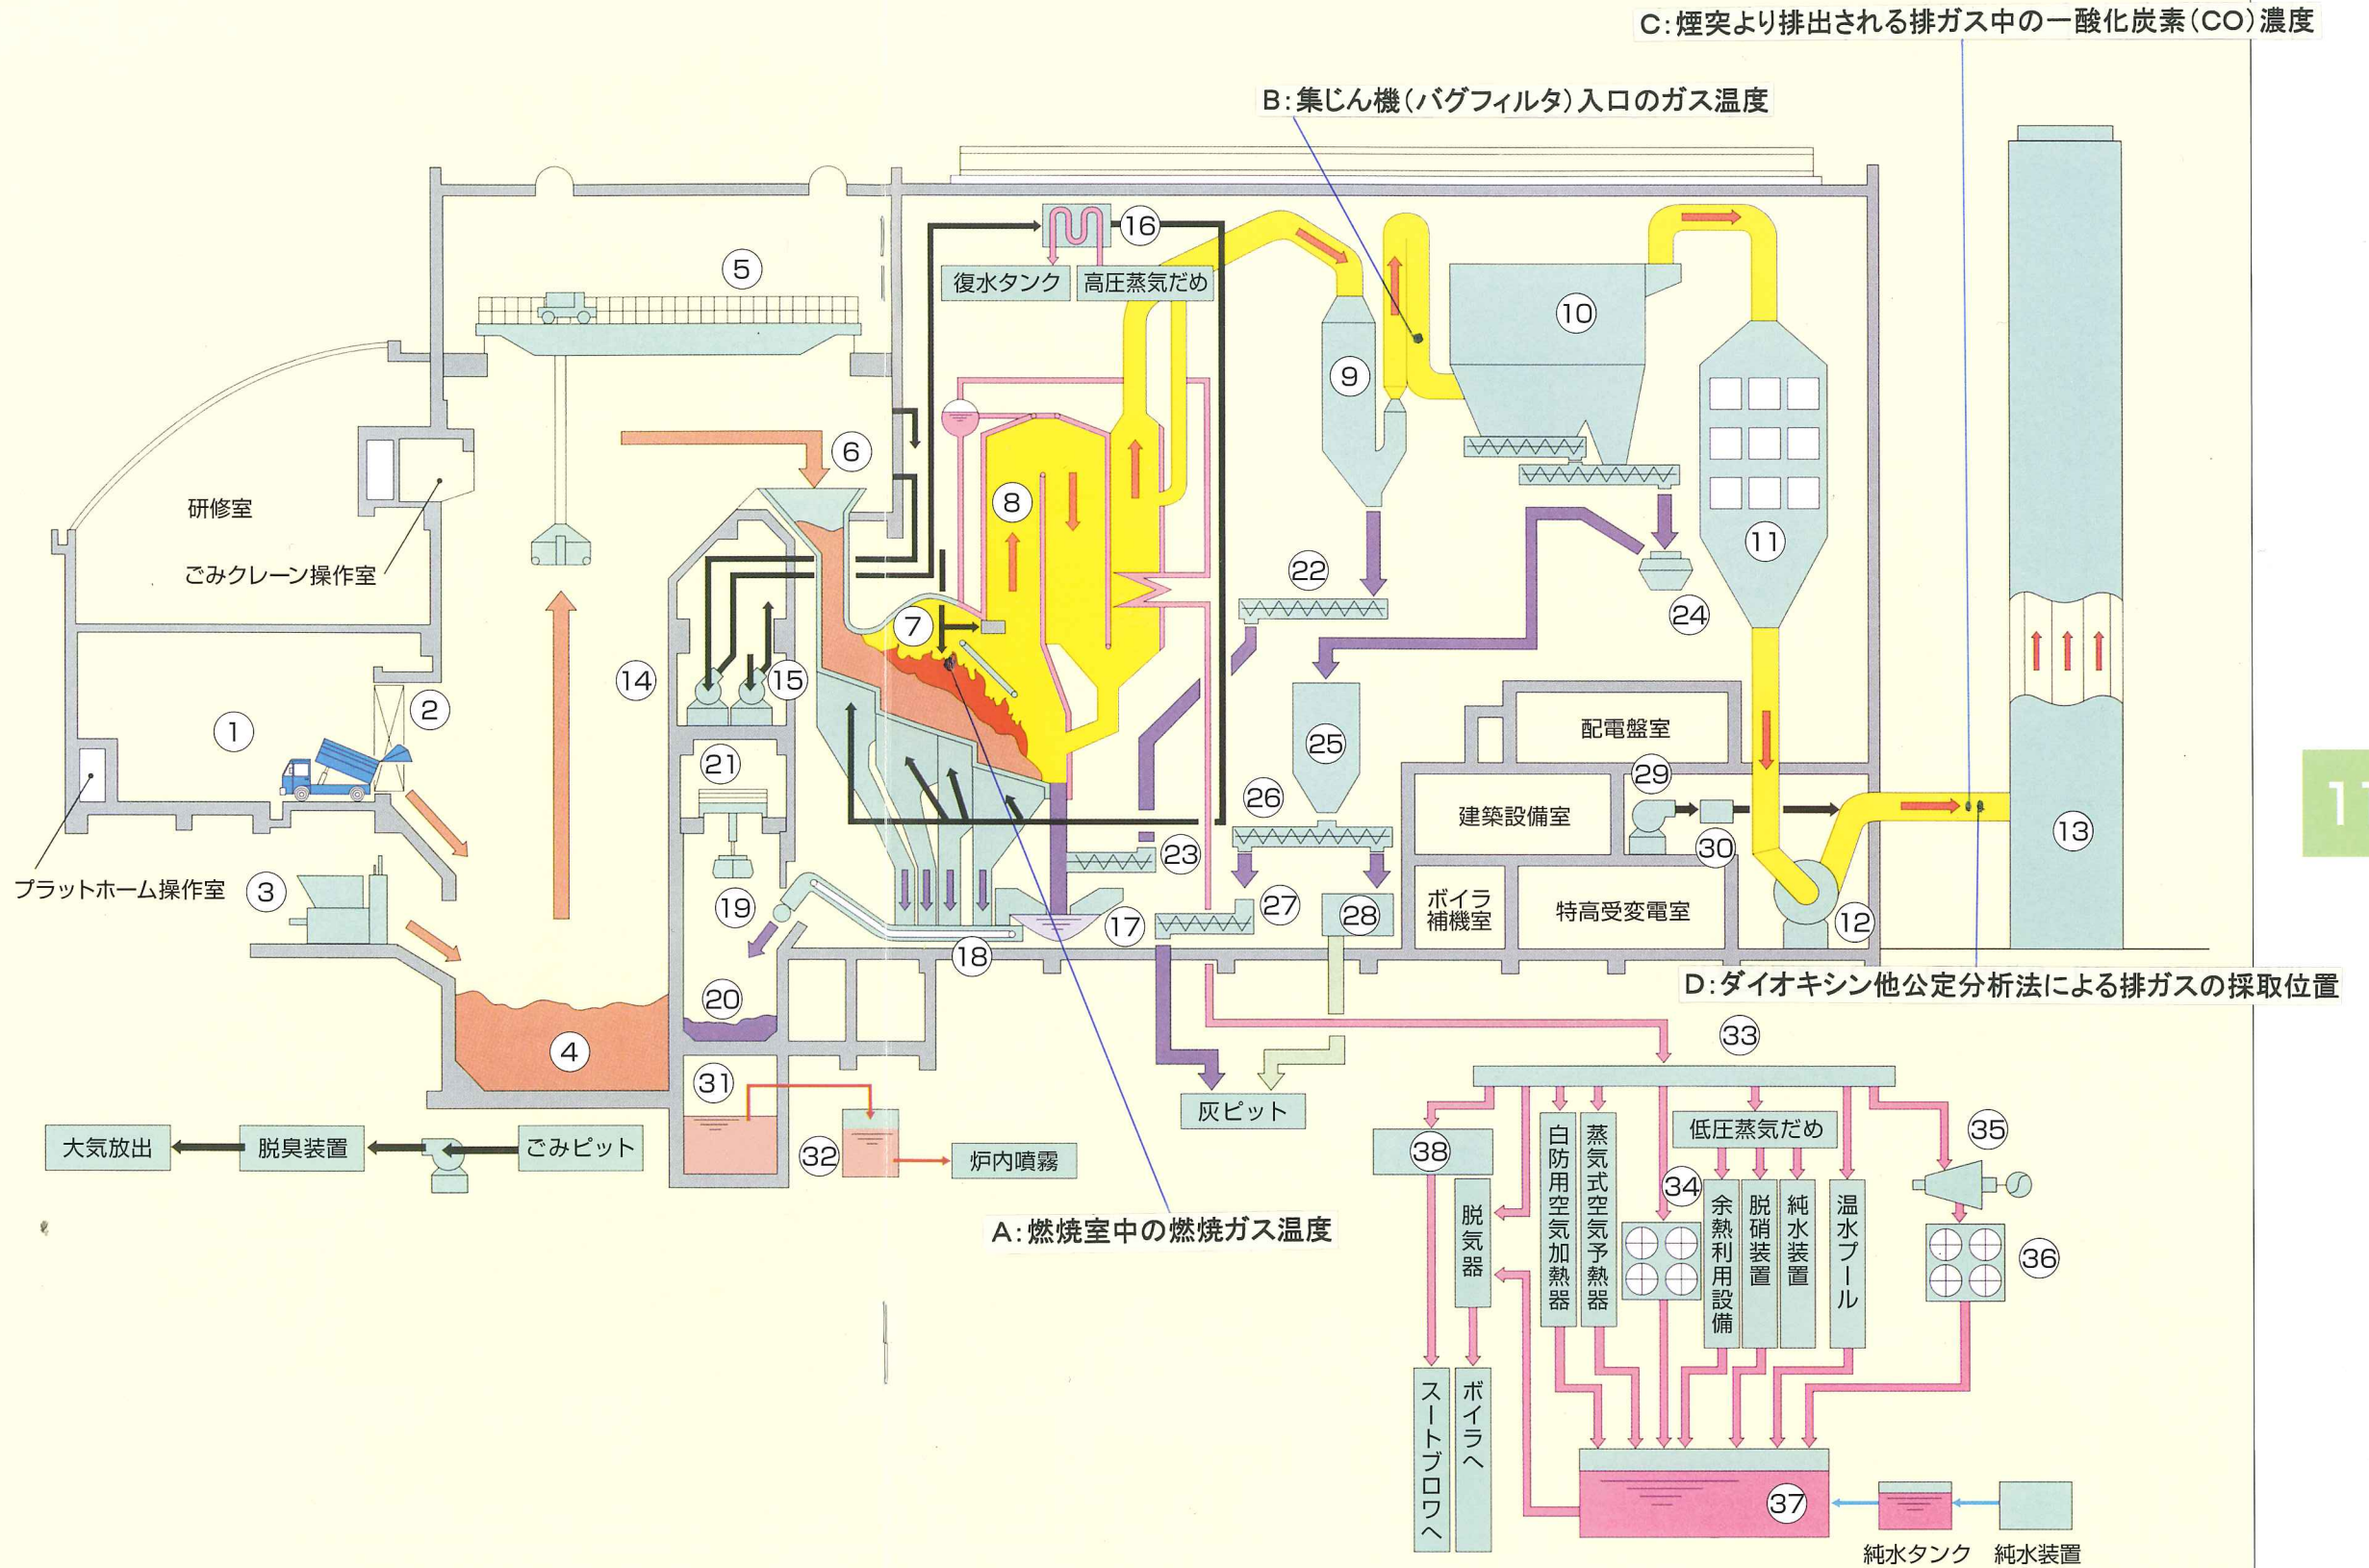 C:煙突より排出される排ガス中の一酸化炭素(CO)濃度
B:集じん機(バグフィルタ)入口のガス温度
⑯
⑤
復水タンク
高圧蒸気だめ
⑩
⑨
⑥
⑧
研修室
ごみクレーン操作室
⑪
㉒
㉔
⑦
⑭
⑮
②
①
配電盤室
㉕
㉑
㉙
㉖
建築設備室
⑬
㉚
㉓
プラットホーム操作室
③
⑲
㉗
㉘
ボイラ
補機室
特高受変電室
⑫
⑰
⑱
D:ダイオキシン他公定分析法による排ガスの採取位置
⑳
④
㉝
㉛
灰ピット
大気放出
脱臭装置
ごみピット
㉜
炉内噴霧
㊳
低圧蒸気だめ
㉟
白防用空気加熱器
蒸気式空気予熱器
㉞
脱気器
余熱利用設備
脱硝装置
純水装置
温水プール
㊱
A:燃焼室中の燃焼ガス温度
スートブロワへ
ボイラへ
㊲
純水タンク
純水装置